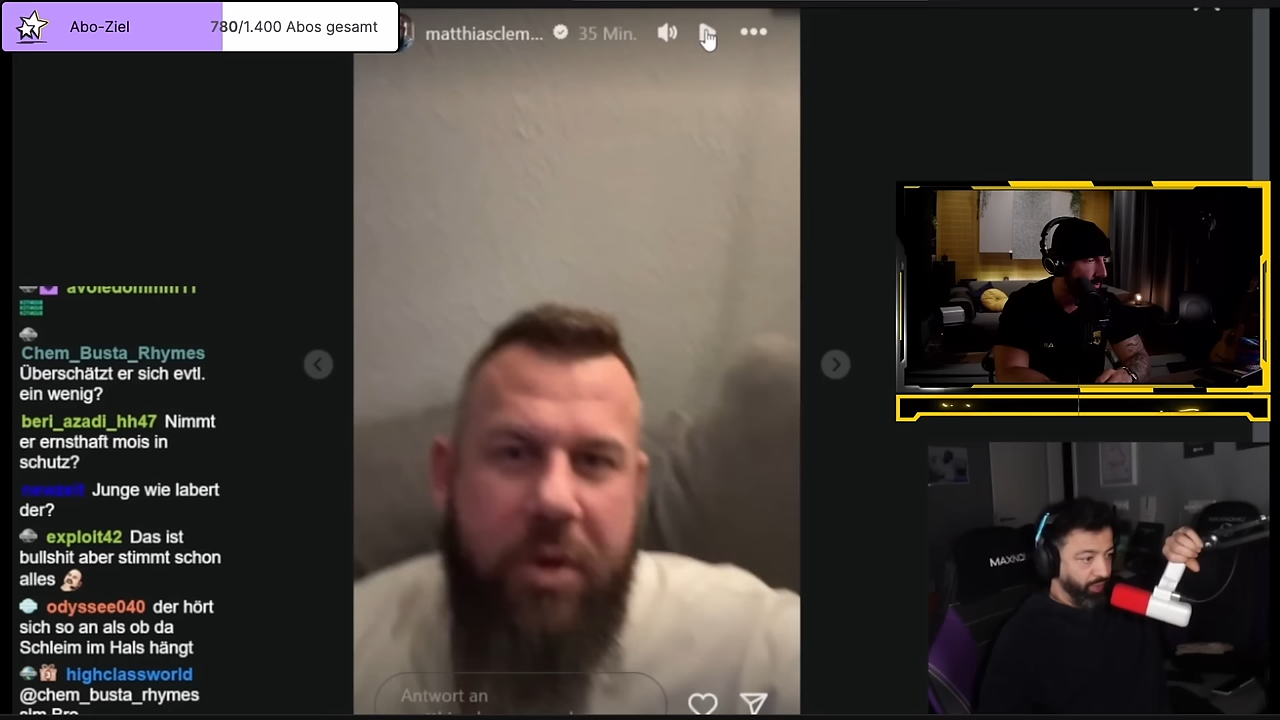 Abo-Ziel
780/1.400 Abos gesamt
matthiasclem... 35 Min.
Chem_Busta_Rhymes
Überschätzt er sich evtl.
ein wenig?
beri_azadi_hh47 Nimmt
er ernsthaft mois in
schutz?
Junge wie labert
der?
exploit42 Das ist
bullshit aber stimmt schon
alles
odyssee040 der hört
sich so an als ob da
Schleim im Hals hängt
highclassworld
@chem_busta_rhymes
Antwort an